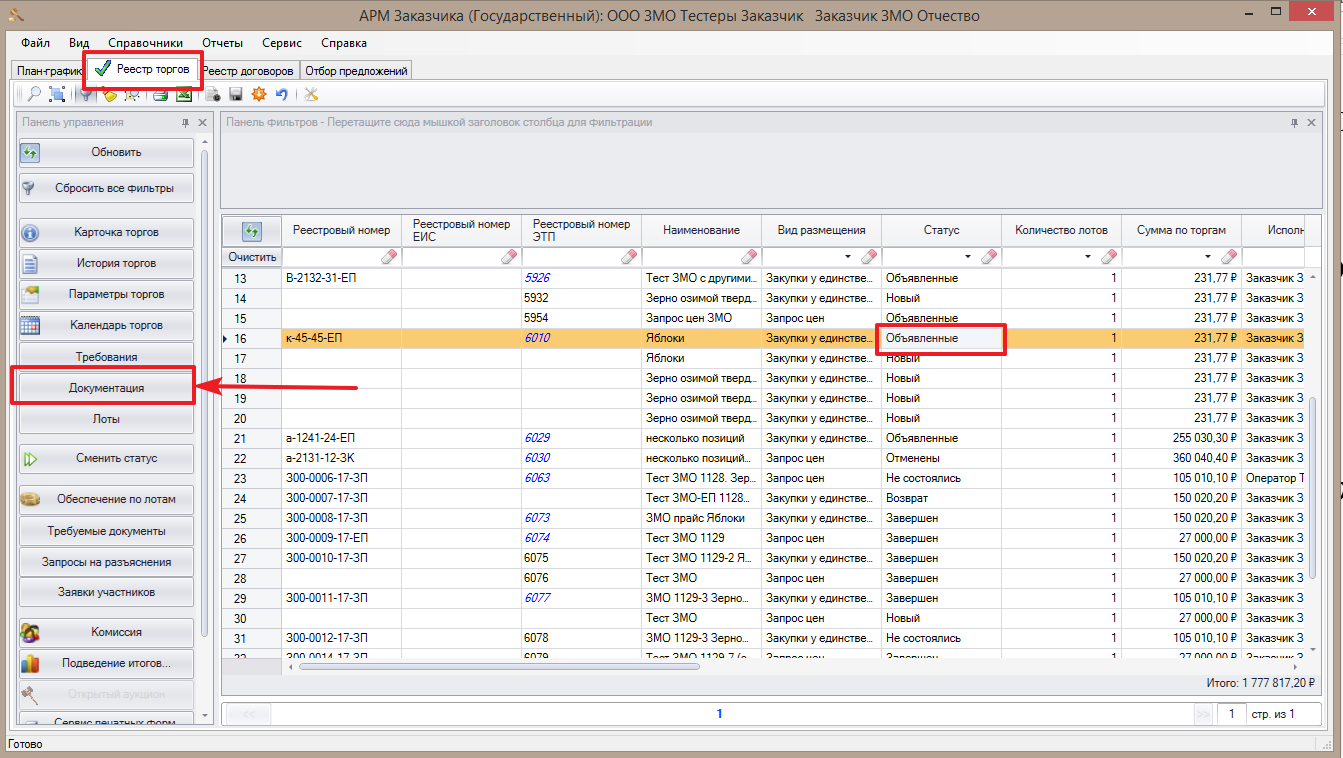 АРМ Заказчика (Государственный): ООО ЗМО Тестеры Заказчик   Заказчик ЗМО Отчество
Файл Вид Справочники Отчеты Сервис Справка
План-график Реестр торгов Реестр договоров Отбор предложений
Панель управления
Обновить
Сбросить все фильтры
Карточка торгов
История торгов
Параметры торгов
Календарь торгов
Требования
Документация
Лоты
Сменить статус
Обеспечение по лотам
Требуемые документы
Запросы на разъяснения
Заявки участников
Комиссия
Подведение итогов...
Открытый аукцион
Сервис печатных форм
Панель фильтров - Перетащите сюда мышкой заголовок столбца для фильтрации
Реестровый номер Реестровый номер ЕИС Реестровый номер ЭТП Наименование Вид размещения Статус Количество лотов Сумма по торгам Исполн
Очистить
13 В-2132-31-ЕП 5926 Тест ЗМО с другими... Закупки у единстве... Объявленные 1 231,77 ₽ Заказчик З
14 5932 Зерно озимой тверд... Закупки у единстве... Новый 1 231,77 ₽ Заказчик З
15 5954 Запрос цен ЗМО Запрос цен Объявленные 1 231,77 ₽ Заказчик З
16 к-45-45-ЕП 6010 Яблоки Закупки у единстве... Объявленные 1 231,77 ₽ Заказчик З
17 Яблоки Закупки у единстве... Новый 1 231,77 ₽ Заказчик З
18 Зерно озимой тверд... Закупки у единстве... Новый 1 231,77 ₽ Заказчик З
19 Зерно озимой тверд... Закупки у единстве... Новый 1 231,77 ₽ Заказчик З
20 Зерно озимой тверд... Закупки у единстве... Новый 1 231,77 ₽ Заказчик З
21 а-1241-24-ЕП 6029 несколько позиций Закупки у единстве... Объявленные 1 255 030,30 ₽ Заказчик З
22 а-2131-12-ЗК 6030 несколько позиций... Запрос цен Отменены 1 360 040,40 ₽ Заказчик З
23 300-0006-17-ЗП 6063 Тест ЗМО 1128. Зер... Запрос цен Не состоялись 1 105 010,10 ₽ Оператор Т
24 300-0007-17-ЗП Тест ЗМО-ЕП 1128... Закупки у единстве... Возврат 1 150 020,20 ₽ Заказчик З
25 300-0008-17-ЗП 6073 ЗМО прайс Яблоки Закупки у единстве... Завершен 1 150 020,20 ₽ Заказчик З
26 300-0009-17-ЕП 6074 Тест ЗМО 1129 Запрос цен Завершен 1 27 000,00 ₽ Заказчик З
27 300-0010-17-ЗП 6075 Тест ЗМО 1129-2 Я... Закупки у единстве... Завершен 1 150 020,20 ₽ Заказчик З
28 6076 Тест ЗМО Запрос цен Завершен 1 27 000,00 ₽ Заказчик З
29 300-0011-17-ЗП 6077 ЗМО 1129-3 Зерно... Закупки у единстве... Завершен 1 105 010,10 ₽ Заказчик З
30 Тест ЗМО Запрос цен Новый 1 27 000,00 ₽ Заказчик З
31 300-0012-17-ЗП 6078 ЗМО 1129-3 Зерно... Закупки у единстве... Не состоялись 1 105 010,10 ₽ Заказчик З
32 300-0014-17-ЗП 6079 Запрос цен Завершен 1 27 000,00 ₽ Заказчик З
Итого: 1 777 817,20 ₽
<< 1 >> 1 стр. из 1
Готово